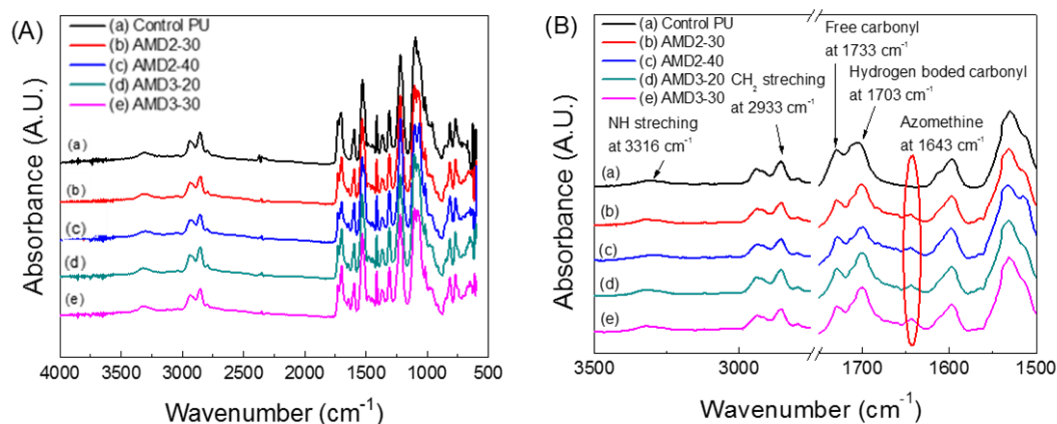 (A)
(a) Control PU
(b) AMD2-30
(c) AMD2-40
(d) AMD3-20
(e) AMD3-30
(a)
(b)
(c)
(d)
(e)
Absorbance (A.U.)
4000 3500 3000 2500 2000 1500 1000 500
Wavenumber (cm⁻¹)
(B)
(a) Control PU
(b) AMD2-30
(c) AMD2-40
(d) AMD3-20
(e) AMD3-30
Free carbonyl
at 1733 cm⁻¹
CH₂ streching
at 2933 cm⁻¹
Hydrogen boded carbonyl
at 1703 cm⁻¹
NH streching
at 3316 cm⁻¹
Azomethine
at 1643 cm⁻¹
(a)
(b)
(c)
(d)
(e)
Absorbance (A.U.)
3500 3000 1700 1600 1500
Wavenumber (cm⁻¹)